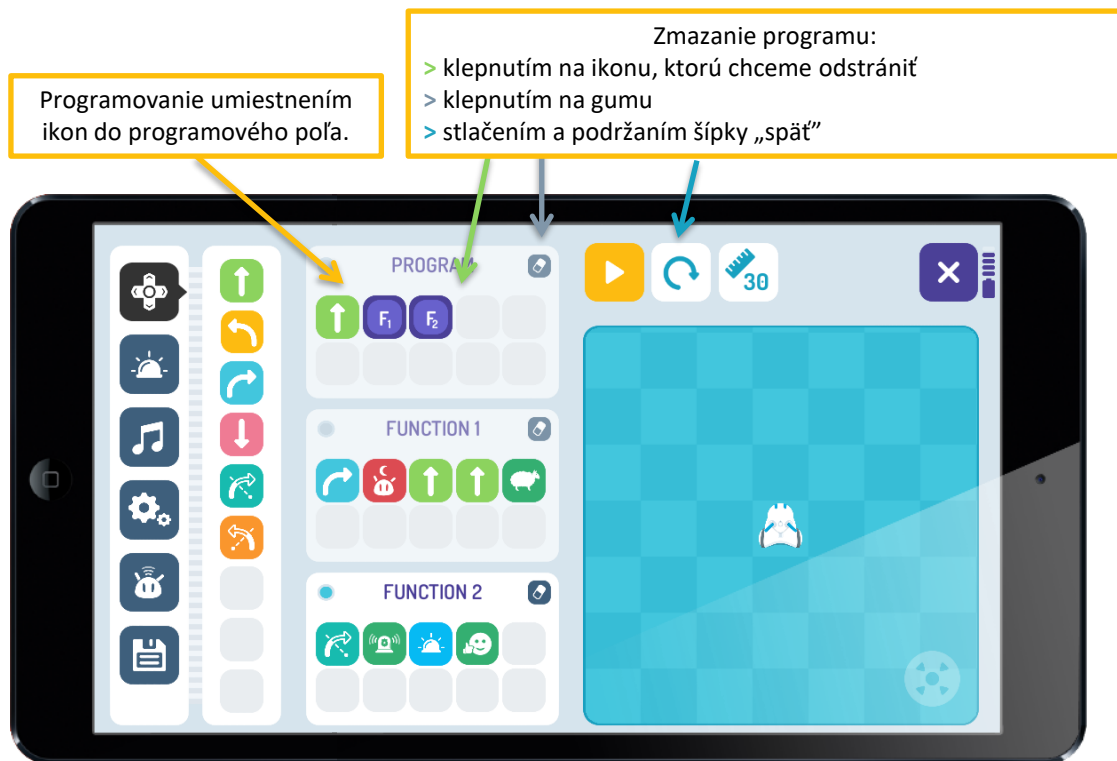 Zmazanie programu:
> klepnutím na ikonu, ktorú chceme odstrániť
> klepnutím na gumu
> stlačením a podržaním šípky „späť”
Programovanie umiestnením
ikon do programového poľa.
PROGRAM
30
F1 F2
FUNCTION 1
FUNCTION 2